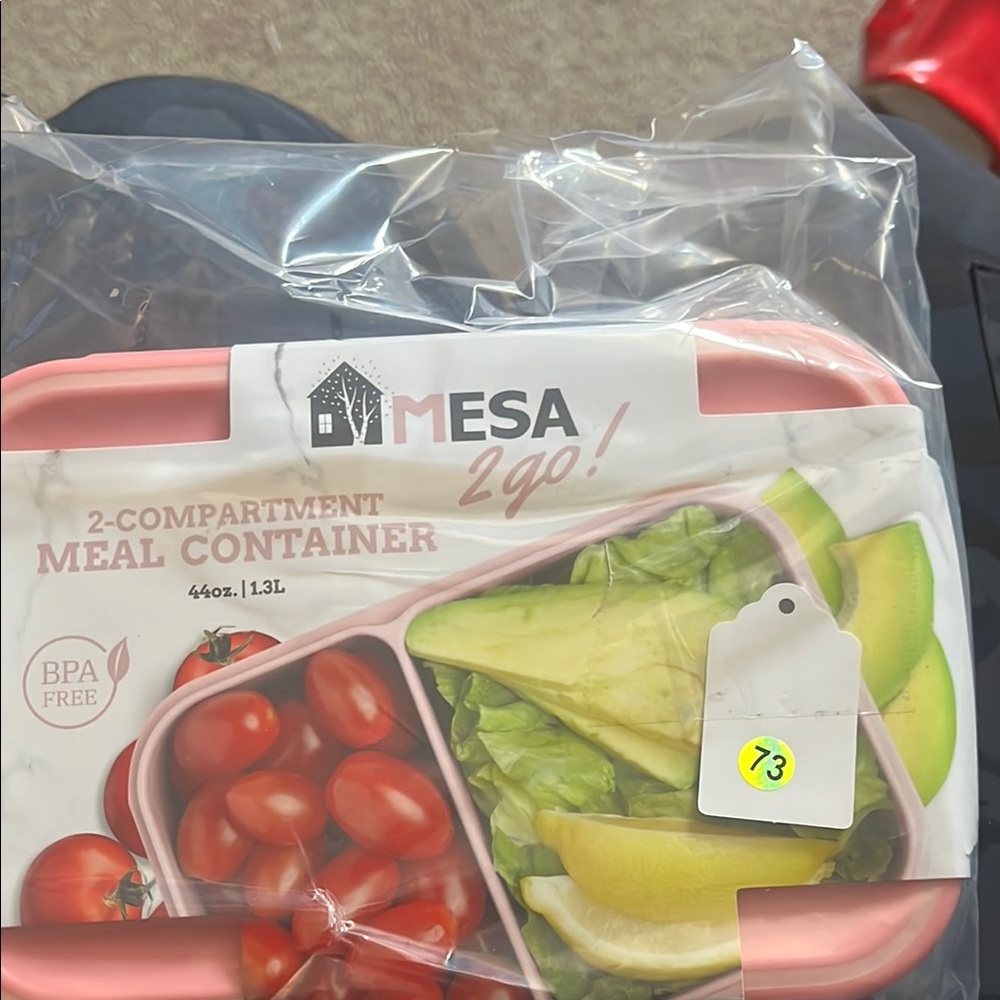 MESA
2go!
2-COMPARTMENT
MEAL CONTAINER
44oz. | 1.3L
BPA
FREE
73